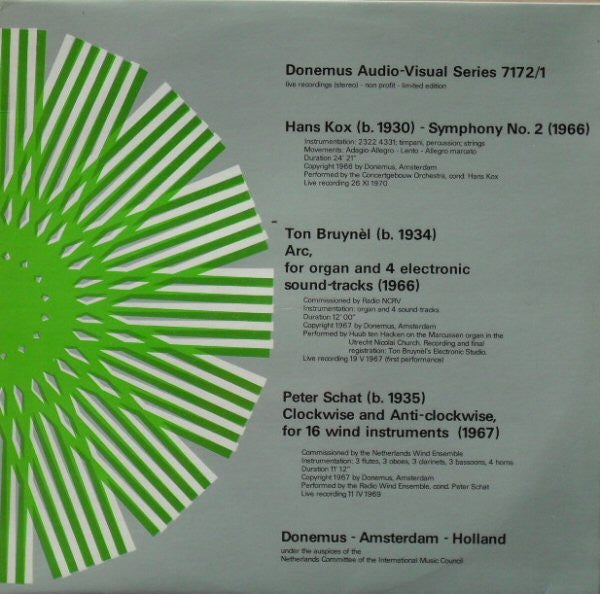 Donemus Audio-Visual Series 7172/1
live recordings (stereo) - non profit - limited edition
Hans Kox (b. 1930) - Symphony No. 2 (1966)
Instrumentation: 2322 4331; timpani, percussion; strings
Movements: Adagio-Allegro - Lento - Allegro marcato
Duration 24' 21"
Copyright 1966 by Donemus, Amsterdam
Performed by the Concertgebouw Orchestra, cond. Hans Kox
Live recording 26 XI 1970
Ton Bruynèl (b. 1934)
Arc,
for organ and 4 electronic
sound-tracks (1966)
Commissioned by Radio NCRV
Instrumentation: organ and 4 sound-tracks
Duration 12' 00"
Copyright 1967 by Donemus, Amsterdam
Performed by Huub ten Hacken on the Marcussen organ in the
Utrecht Nicolai Church. Recording and final
registration: Ton Bruynèl's Electronic Studio.
Live recording 19 V 1967 (first performance)
Peter Schat (b. 1935)
Clockwise and Anti-clockwise,
for 16 wind instruments (1967)
Commissioned by the Netherlands Wind Ensemble
Instrumentation: 3 flutes, 3 oboes, 3 clarinets, 3 bassoons, 4 horns
Duration 11' 12"
Copyright 1967 by Donemus, Amsterdam
Performed by the Radio Wind Ensemble, cond. Peter Schat
Live recording 11 IV 1969
Donemus - Amsterdam - Holland
under the auspices of the
Netherlands Committee of the International Music Council